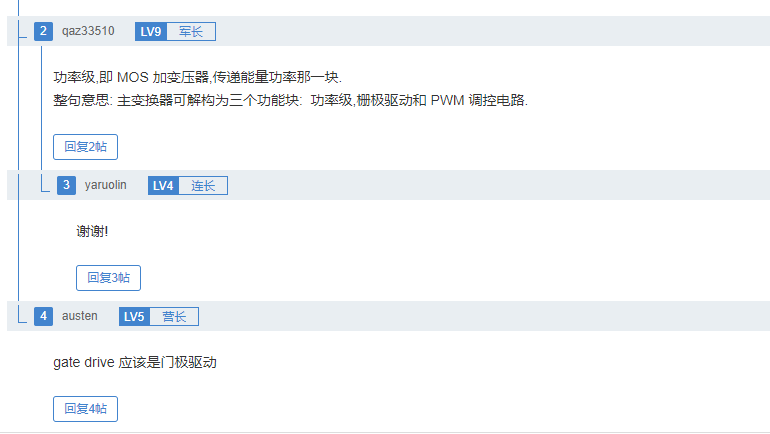 2 qaz33510 LV9 军长
功率级,即 MOS 加变压器,传递能量功率那一块.
整句意思: 主变换器可解构为三个功能块: 功率级,栅极驱动和 PWM 调控电路.
回复2帖
3 yaruolin LV4 连长
谢谢!
回复3帖
4 austen LV5 营长
gate drive 应该是门极驱动
回复4帖